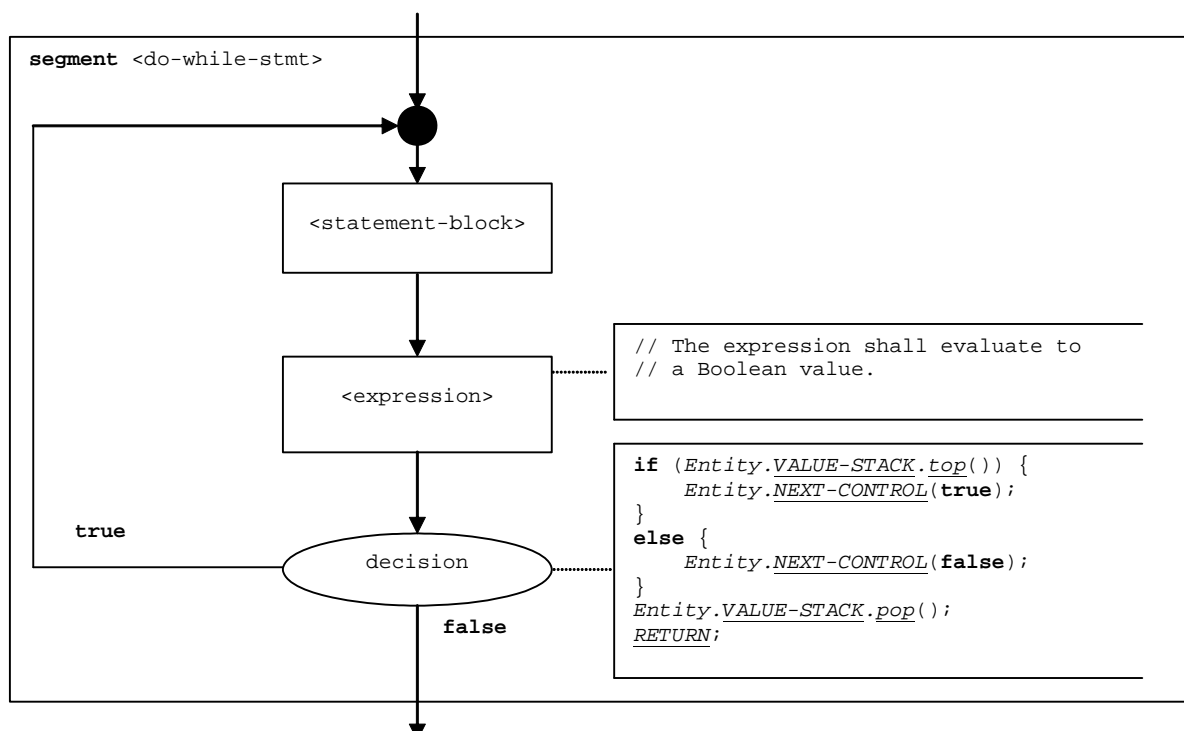 segment <do-while-stmt>
<statement-block>
// The expression shall evaluate to
// a Boolean value.
<expression>
if (Entity.VALUE-STACK.top()) {
Entity.NEXT-CONTROL(true);
}
else {
Entity.NEXT-CONTROL(false);
}
Entity.VALUE-STACK.pop();
RETURN;
true
decision
false